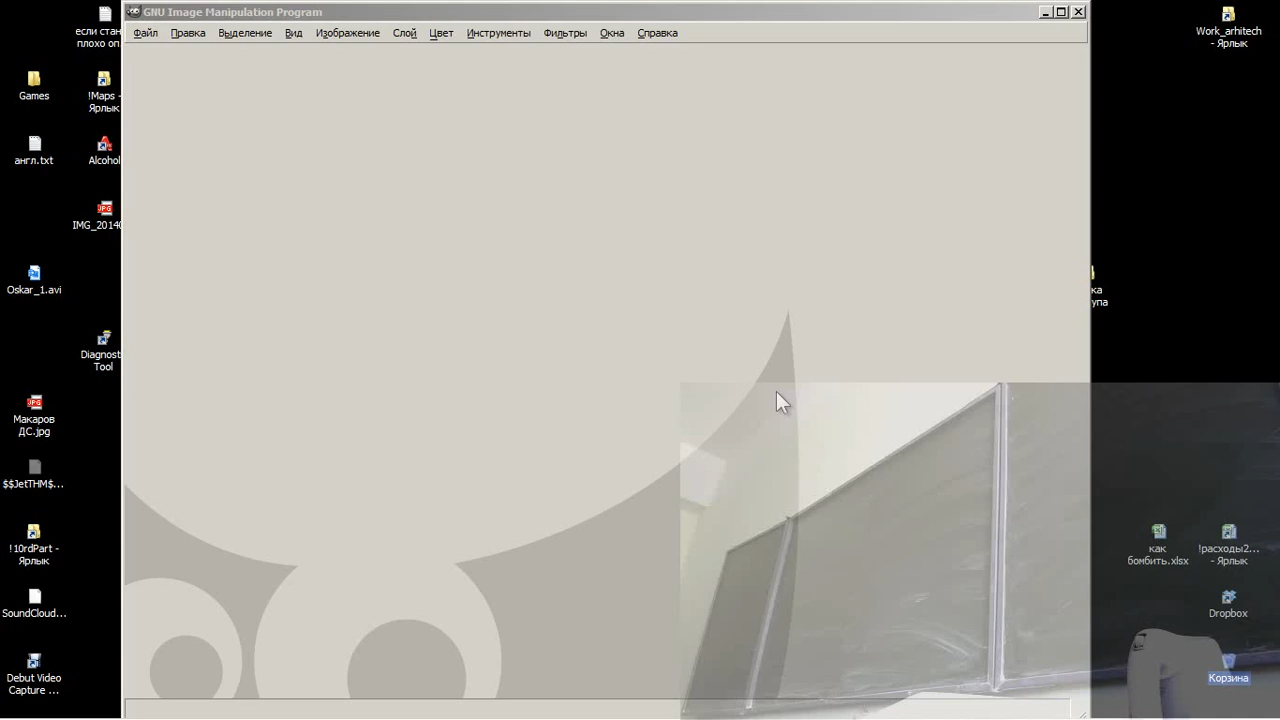 GNU Image Manipulation Program
Файл Правка Выделение Вид Изображение Слой Цвет Инструменты Фильтры Окна Справка
если стан
плохо оп
Work_arhitech
- Ярлык
Games
!Maps -
Ярлык
англ.txt
Alcohol
IMG_2014
Oskar_1.avi
ка
упа
Diagnost
Tool
Макаров
ДС.jpg
$$JetTHM$...
!10rdPart -
Ярлык
как
бомбить.xlsx
!расходы2...
- Ярлык
SoundCloud...
Dropbox
Debut Video
Capture ...
Корзина